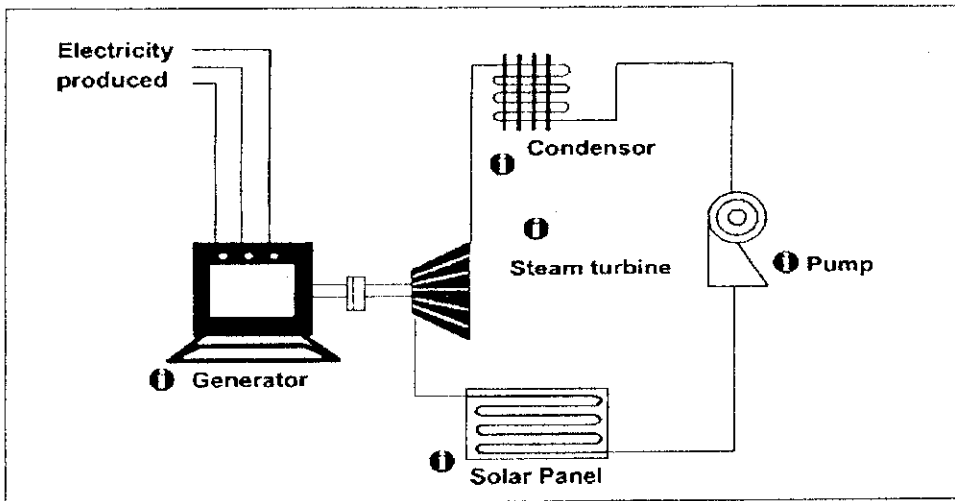 Electricity
produced
Condensor
Steam turbine
Pump
Generator
Solar Panel